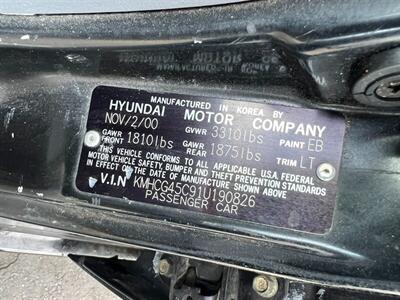 MANUFACTURED IN KOREA BY
HYUNDAI MOTOR COMPANY
NOV/2/00 GVWR 3310lbs PAINT EB
GAWR FRONT 1810lbs GAWR REAR 1875lbs TRIM LT
THIS VEHICLE CONFORMS TO ALL APPLICABLE U.S.A FEDERAL
MOTOR VEHICLE SAFETY BUMPER AND THEFT PREVENTION STANDARDS
IN EFFECT ON THE DATE OF MANUFACTURE SHOWN ABOVE.
V.I.N KMHCG45C91U190826
PASSENGER CAR